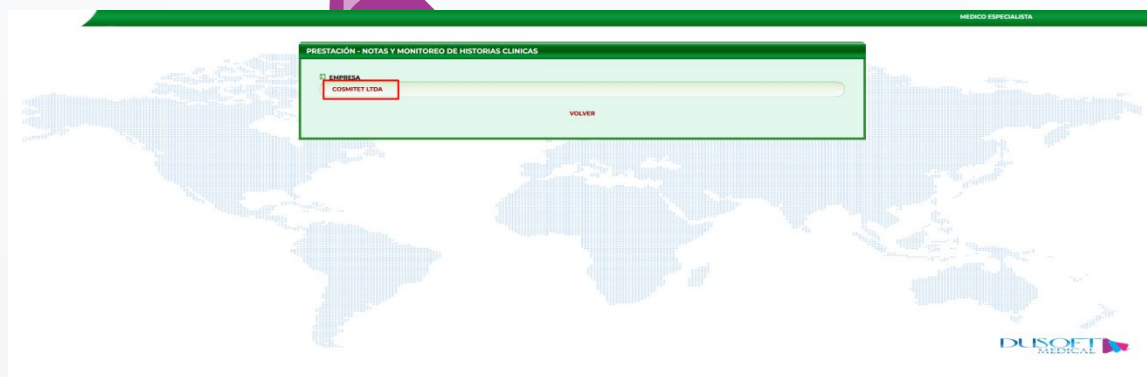 MEDICO ESPECIALISTA
PRESTACIÓN - NOTAS Y MONITOREO DE HISTORIAS CLINICAS
EMPRESA
COSMITET LTDA
VOLVER
DUSOFT
MEDICAL